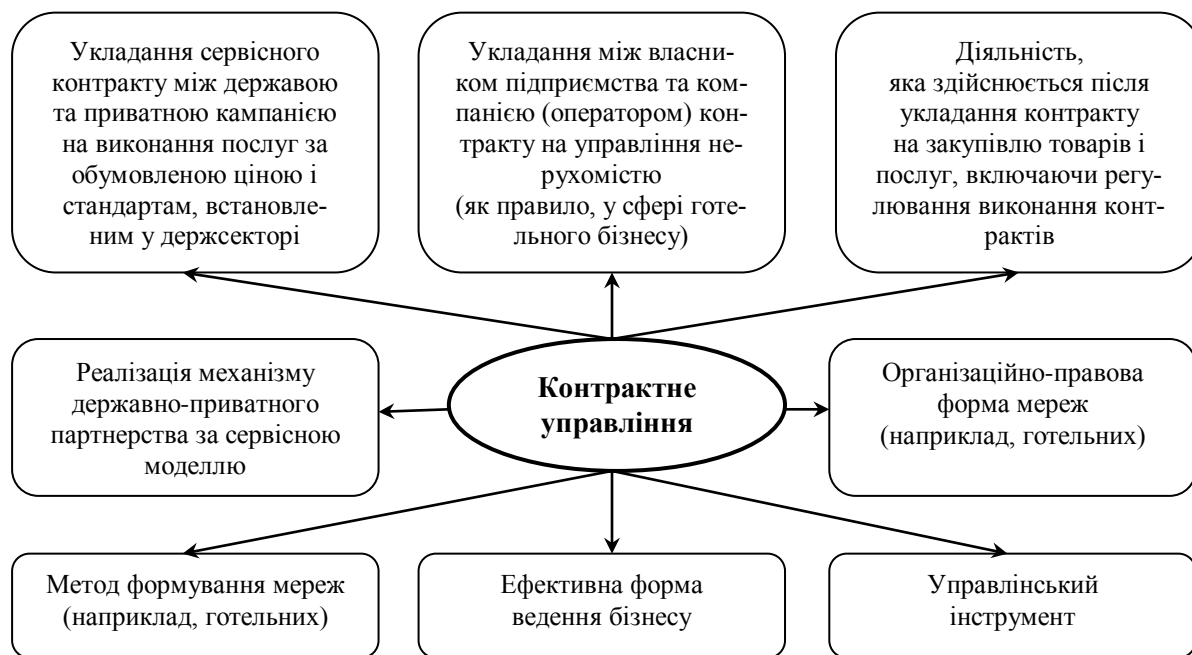 Укладання сервісного
контракту між державою
та приватною кампанією
на виконання послуг за
обумовленою ціною і
стандартам, встановле-
ним у держсекторі
Укладання між власни-
ком підприємства та ком-
панією (оператором) кон-
тракту на управління не-
рухомістю
(як правило, у сфері готе-
льного бізнесу)
Діяльність,
яка здійснюється після
укладання контракту
на закупівлю товарів і
послуг, включаючи регу-
лювання виконання конт-
рактів
Реалізація механізму
державно-приватного
партнерства за сервісною
моделлю
Контрактне
управління
Організаційно-правова
форма мереж
(наприклад, готельних)
Метод формування мереж
(наприклад, готельних)
Ефективна форма
ведення бізнесу
Управлінський
інструмент